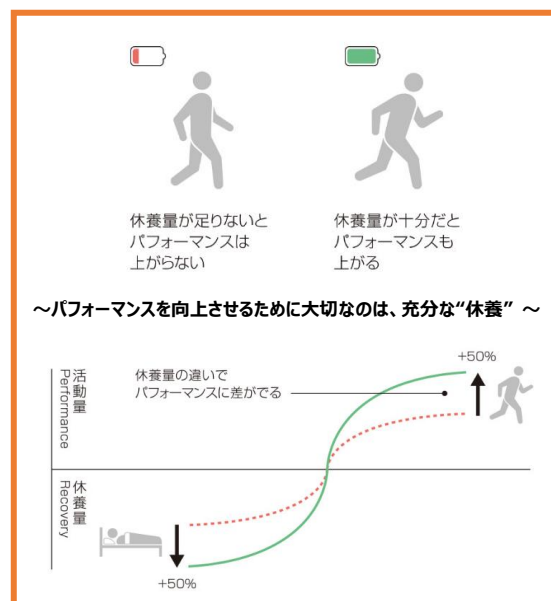 休養量が足りないと
パフォーマンスは
上がらない
休養量が十分だと
パフォーマンスも
上がる
～パフォーマンスを向上させるために大切なのは、充分な“休養” ～
+50%
活動量
Performance
休養量の違いで
パフォーマンスに差がでる
休養量
Recovery
+50%